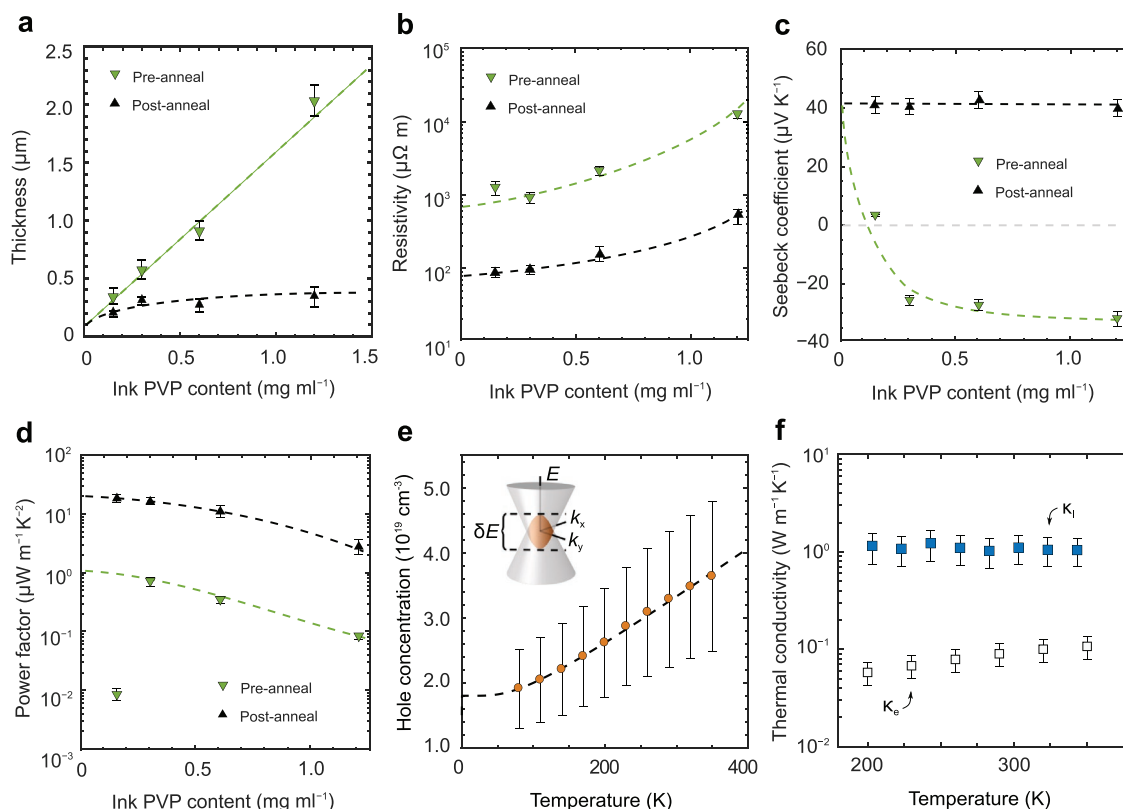 a
Thickness (μm)
2.0
1.5
1.0
0.5
0
0
0.5
1.0
1.5
Pre-anneal
Post-anneal
Ink PVP content (mg ml⁻¹)
b
Resistivity (μΩ m)
10⁵
10⁴
10³
10²
10¹
0
0.5
1.0
Pre-anneal
Post-anneal
Ink PVP content (mg ml⁻¹)
c
Seebeck coefficient (μV K⁻¹)
60
40
20
0
−20
−40
0
0.5
1.0
Pre-anneal
Post-anneal
Ink PVP content (mg ml⁻¹)
d
Power factor (μW m⁻¹ K⁻²)
10²
10¹
10⁰
10⁻¹
10⁻²
10⁻³
0
0.5
1.0
Pre-anneal
Post-anneal
Ink PVP content (mg ml⁻¹)
e
Hole concentration (10¹⁹ cm⁻³)
5.0
4.0
3.0
2.0
1.0
0
200
400
E
δE
kₓ
k_y
Temperature (K)
f
Thermal conductivity (W m⁻¹ K⁻¹)
10¹
10⁰
10⁻¹
10⁻²
200
300
κ_l
κ_e
Temperature (K)